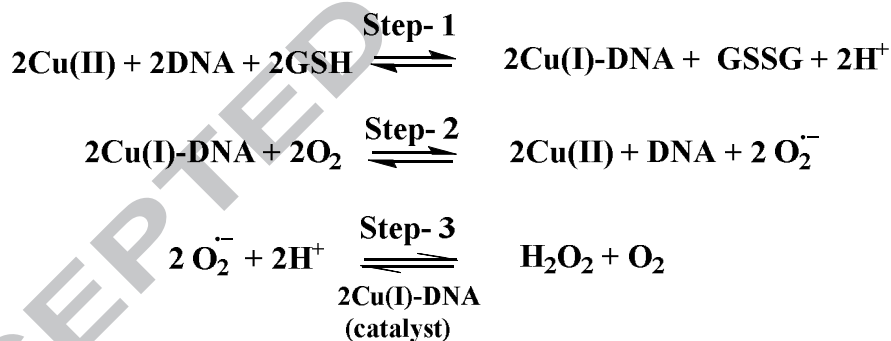 Step- 1
2Cu(II) + 2DNA + 2GSH ⇌ 2Cu(I)-DNA + GSSG + 2H⁺
Step- 2
2Cu(I)-DNA + 2O₂ ⇌ 2Cu(II) + DNA + 2 O₂•⁻
Step- 3
2 O₂•⁻ + 2H⁺ ⇌ H₂O₂ + O₂
2Cu(I)-DNA
(catalyst)
EPTED